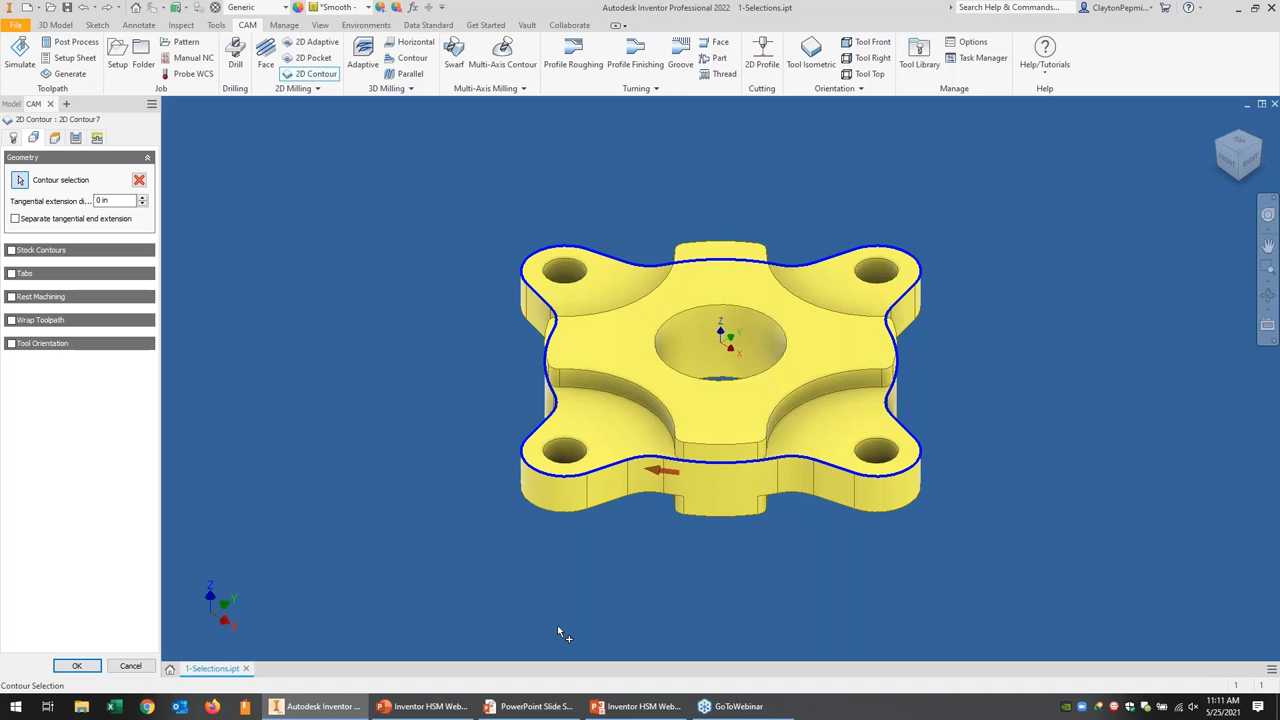 Generic
*Smooth -
Autodesk Inventor Professional 2022 1-Selections.ipt
Search Help & Commands...
ClaytonPepmi...
File 3D Model Sketch Annotate Inspect Tools CAM Manage View Environments Data Standard Get Started Vault Collaborate
Simulate
Post Process
Setup Sheet
Generate
Toolpath
Setup
Folder
Pattern
Manual NC
Probe WCS
Job
Drill
Drilling
Face
2D Adaptive
2D Pocket
2D Contour
2D Milling
Adaptive
Horizontal
Contour
Parallel
3D Milling
Swarf
Multi-Axis Contour
Multi-Axis Milling
Profile Roughing
Profile Finishing
Groove
Face
Part
Thread
Turning
2D Profile
Cutting
Tool Isometric
Tool Front
Tool Right
Tool Top
Orientation
Tool Library
Options
Task Manager
Manage
Help/Tutorials
Help
Model CAM
2D Contour : 2D Contour7
Geometry
Contour selection
Tangential extension di... 0 in
Separate tangential end extension
Stock Contours
Tabs
Rest Machining
Wrap Toolpath
Tool Orientation
TOP
FRONT
RIGHT
Z
Y
X
Z
Y
X
OK
Cancel
1-Selections.ipt
Contour Selection
1 1
Autodesk Inventor ...
Inventor HSM Web...
PowerPoint Slide S...
Inventor HSM Web...
GoToWebinar
11:11 AM
5/25/2021